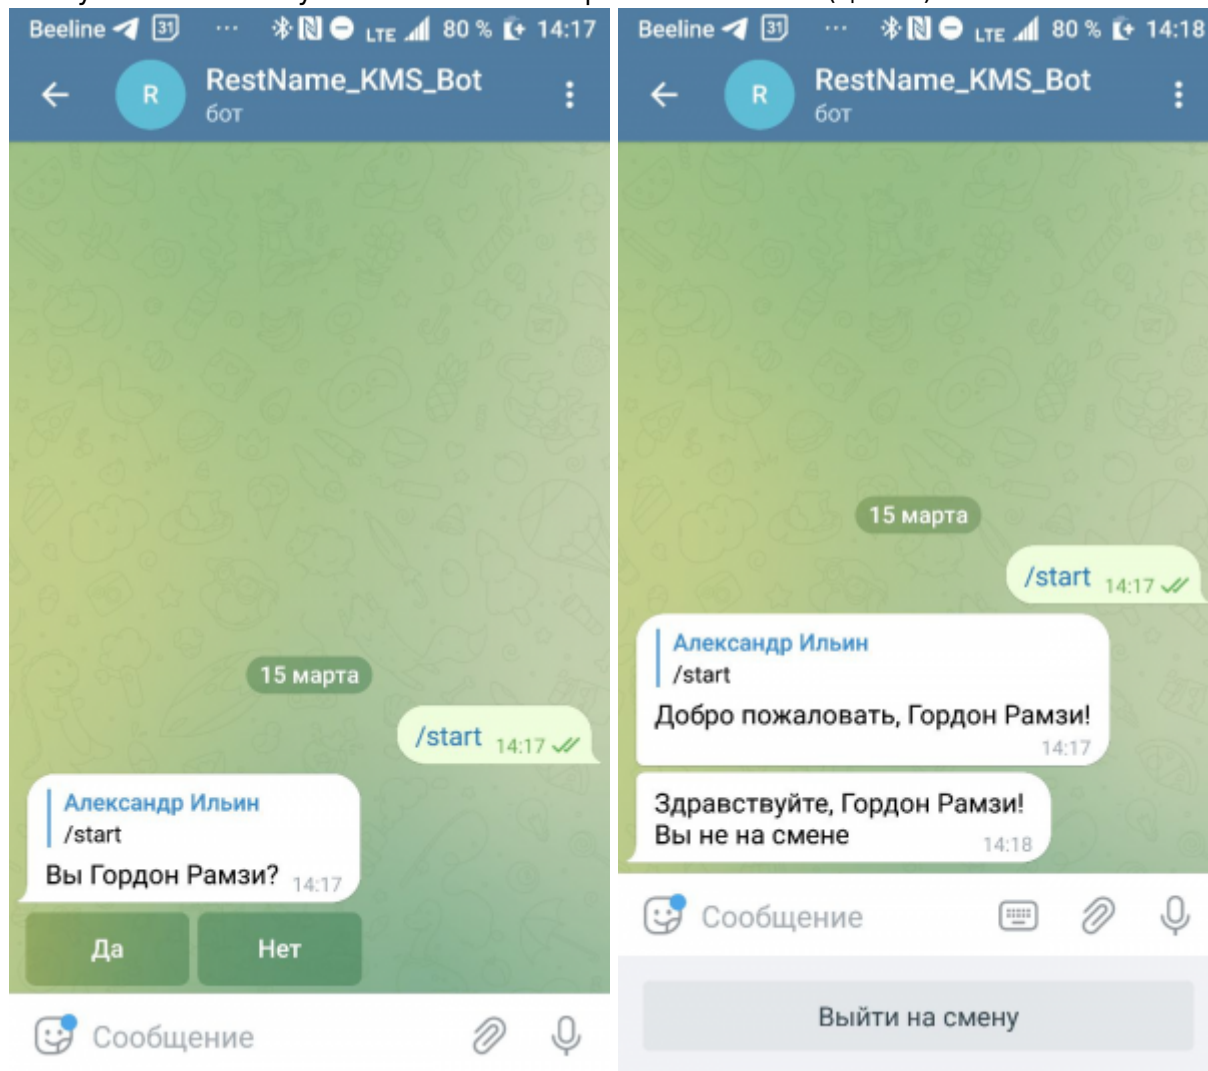 Beeline 31 ... LTE 80 % 14:17
RestName_KMS_Bot
R
бот
15 марта
/start 14:17
Александр Ильин
/start
Вы Гордон Рамзи? 14:17
Да Нет
Сообщение
Beeline 31 ... LTE 80 % 14:18
RestName_KMS_Bot
R
бот
15 марта
/start 14:17
Александр Ильин
/start
Добро пожаловать, Гордон Рамзи!
14:17
Здравствуйте, Гордон Рамзи!
Вы не на смене 14:18
Сообщение
Выйти на смену